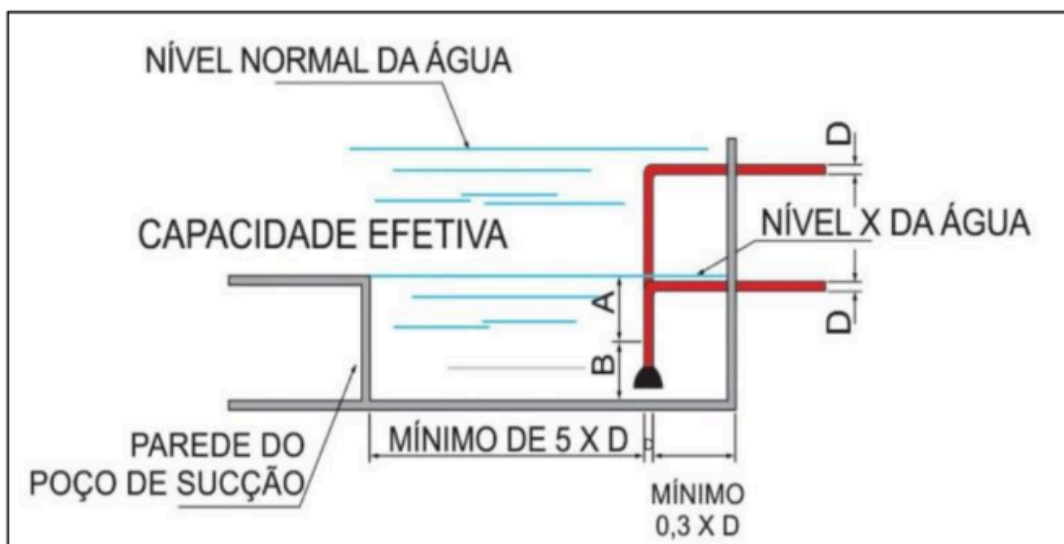 NÍVEL NORMAL DA ÁGUA
D
CAPACIDADE EFETIVA
NÍVEL X DA ÁGUA
A
D
B
MÍNIMO DE 5 X D
D
PAREDE DO
POÇO DE SUCÇÃO
MÍNIMO
0,3 X D